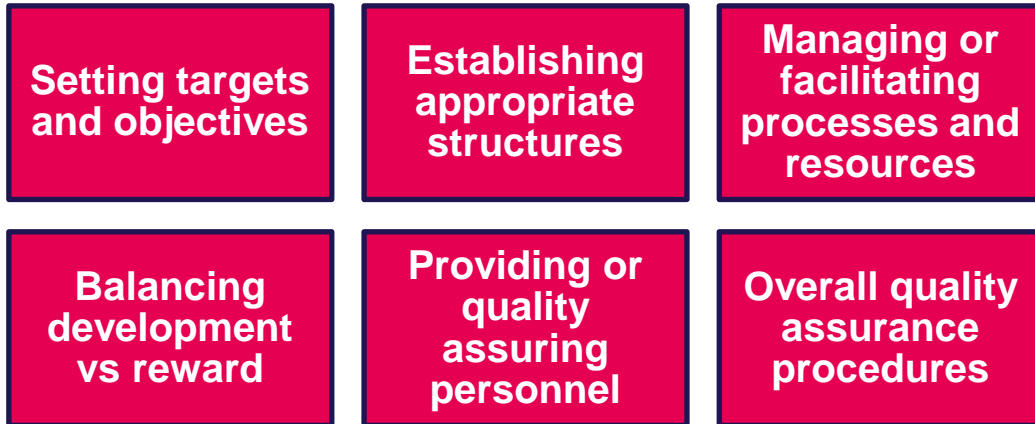 Setting targets
and objectives
Establishing
appropriate
structures
Managing or
facilitating
processes and
resources
Balancing
development
vs reward
Providing or
quality
assuring
personnel
Overall quality
assurance
procedures